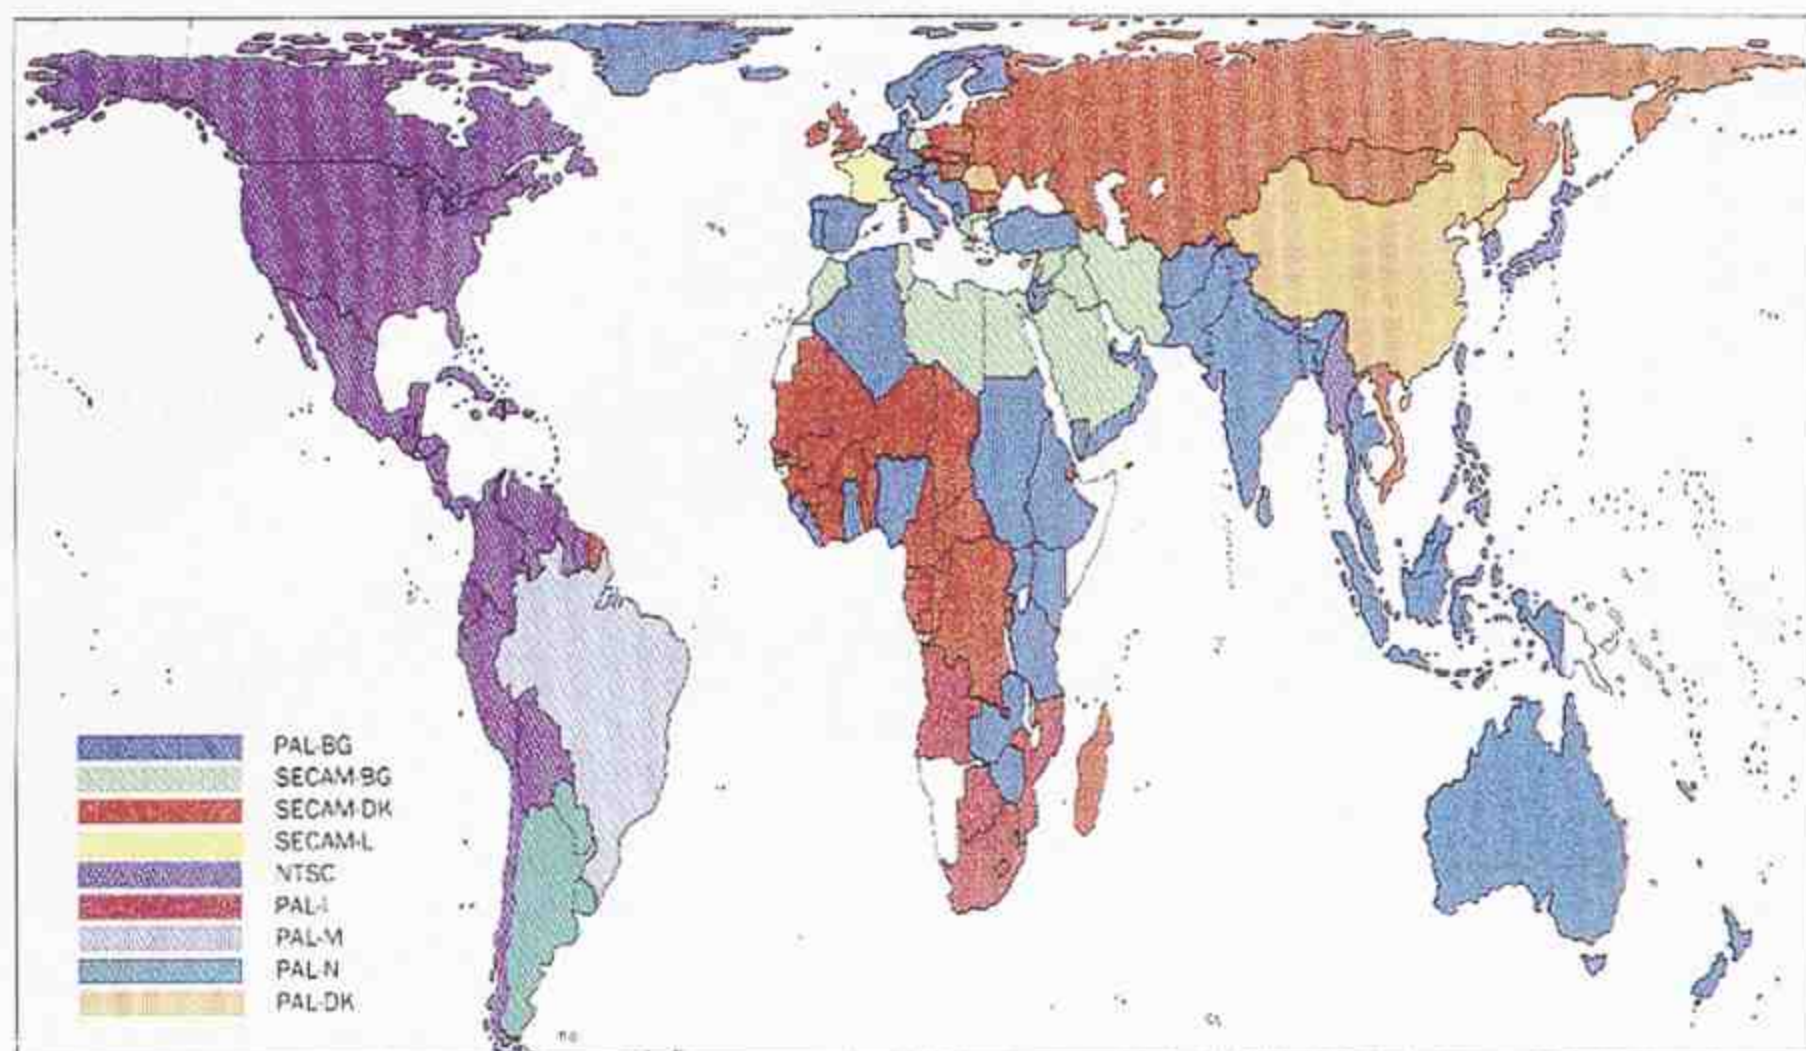 PAL-BG
SECAM-BG
SECAM-DK
SECAM-L
NTSC
PAL-I
PAL-M
PAL-N
PAL-DK